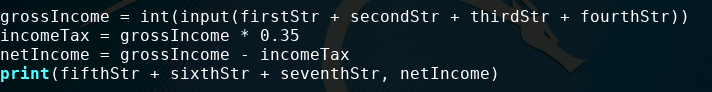 grossIncome = int(input(firstStr + secondStr + thirdStr + fourthStr))
incomeTax = grossIncome * 0.35
netIncome = grossIncome - incomeTax
print(fifthStr + sixthStr + seventhStr, netIncome)